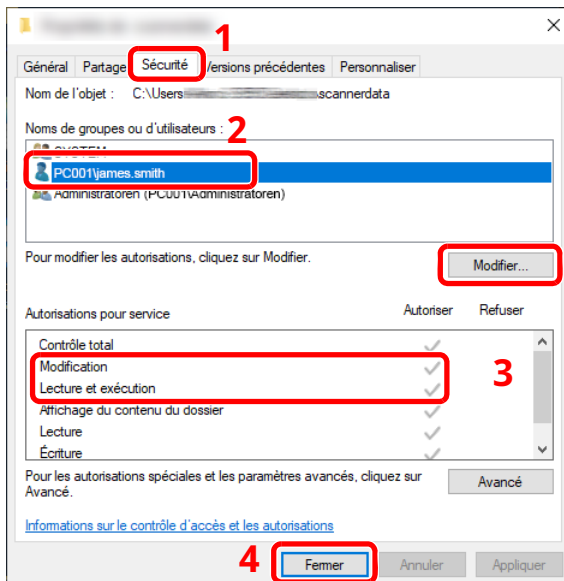 1
Général Partage Sécurité Versions précédentes Personnaliser
Nom de l'objet : C:\Users scannerdata
Noms de groupes ou d'utilisateurs : 2
SYSTEM
PC001\james.smith
Administratoren (PC001\Administratoren)
Pour modifier les autorisations, cliquez sur Modifier.
Modifier...
Autorisations pour service Autoriser Refuser
Contrôle total
Modification
Lecture et exécution
3
Affichage du contenu du dossier
Lecture
Écriture
Pour les autorisations spéciales et les paramètres avancés, cliquez sur
Avancé.
Avancé
Informations sur le contrôle d'accès et les autorisations
4 Fermer Annuler Appliquer